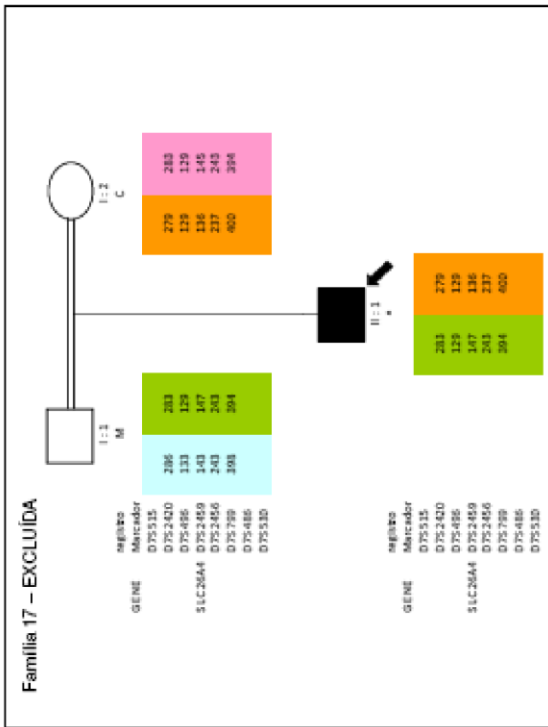 Família 17 – EXCLUÍDA
I : 1
M
I : 2
C
registro
GENE Marcador
D7S515
D7S2420 286 283 279 283
D7S496 133 129 129 129
SLC26A4 D7S2459 143 147 136 145
D7S2456 243 243 237 243
D7S799 398 394 400 394
D7S486
D7S530
II : 1
registro
GENE Marcador
D7S515
D7S2420 283 279
D7S496 129 129
SLC26A4 D7S2459 147 136
D7S2456 243 237
D7S799 394 400
D7S486
D7S530